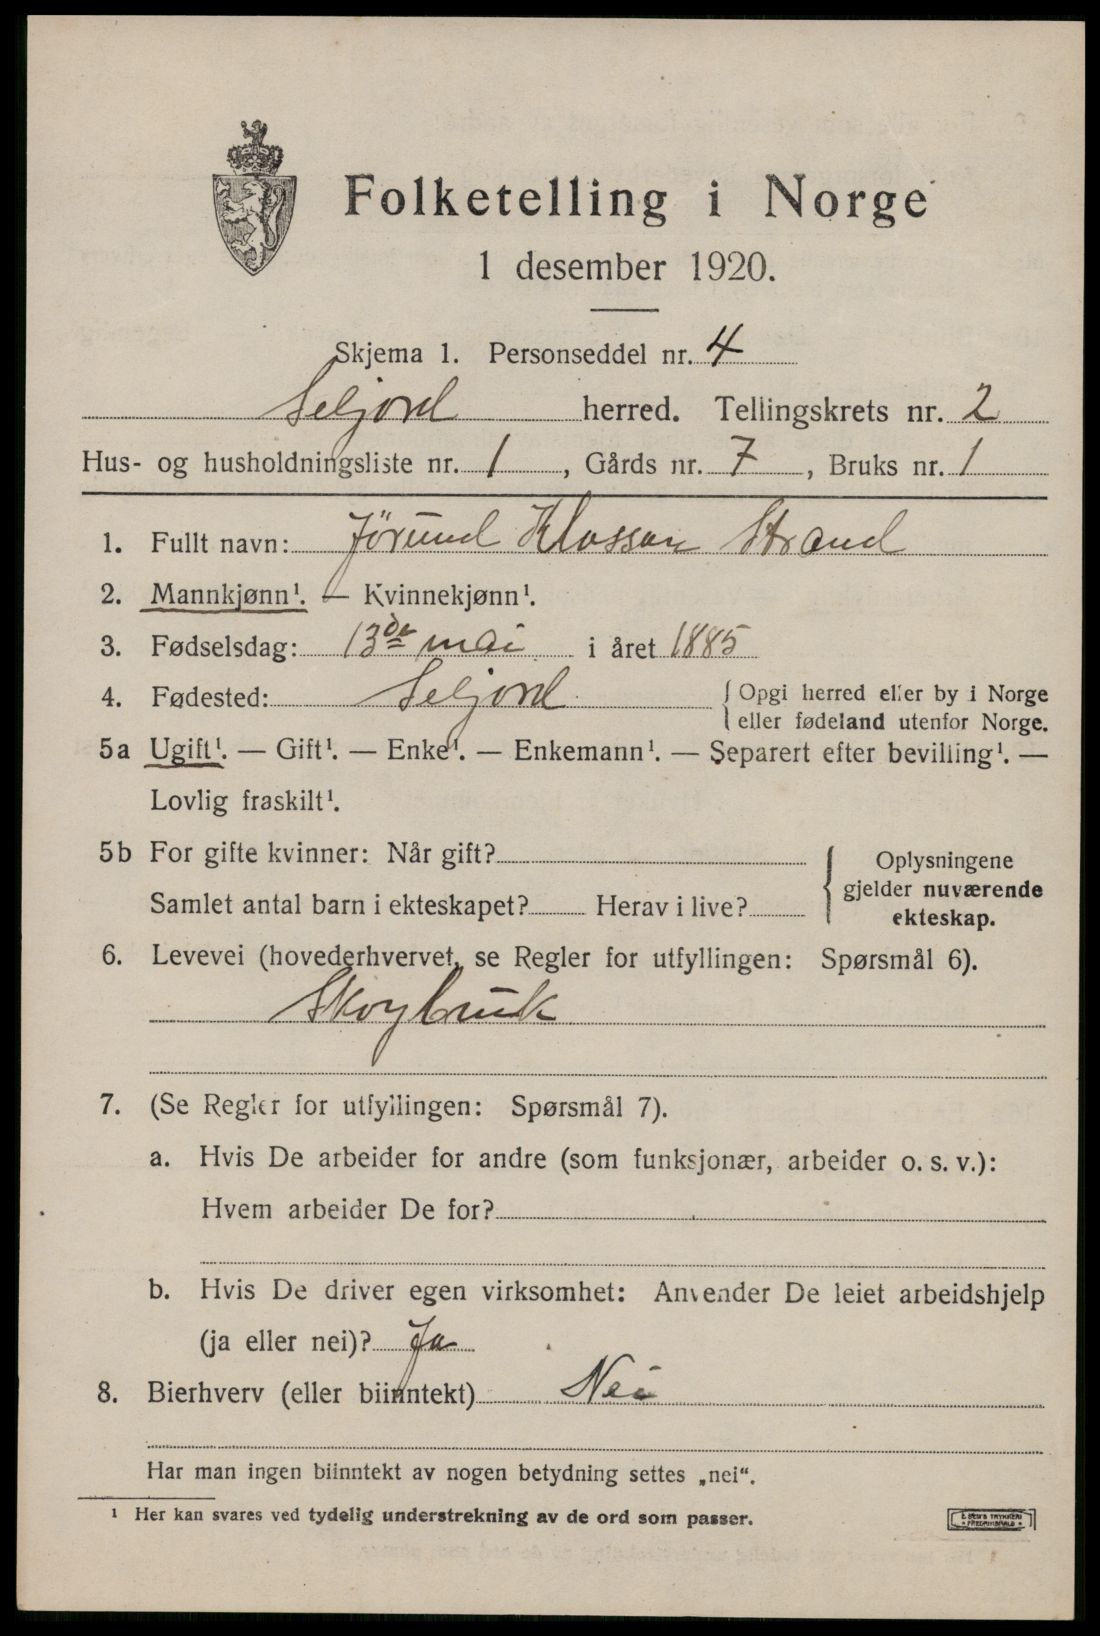 Folketelling i Norge
1 desember 1920.
Skjema 1. Personseddel nr. 4
Seljord herred. Tellingskrets nr. 2
Hus- og husholdningsliste nr. 1, Gårds nr. 7, Bruks nr. 1
1. Fullt navn: Jørund Klassan Strand
2. Mannkjønn¹. — Kvinnekjønn¹.
3. Fødselsdag: 13de mai i året 1885
4. Fødested: Seljord { Opgi herred eller by i Norge
eller fødeland utenfor Norge.
5a Ugift¹. — Gift¹. — Enke¹. — Enkemann¹. — Separert efter bevilling¹. —
Lovlig fraskilt¹.
5b For gifte kvinner: Når gift?
Samlet antal barn i ekteskapet? Herav i live?
{ Oplysningene
gjelder nuværende
ekteskap.
6. Levevei (hovederhvervet, se Regler for utfyllingen: Spørsmål 6).
Skogbruk
7. (Se Regler for utfyllingen: Spørsmål 7).
a. Hvis De arbeider for andre (som funksjonær, arbeider o. s. v.):
Hvem arbeider De for?
b. Hvis De driver egen virksomhet: Anvender De leiet arbeidshjelp
(ja eller nei)? Ja
8. Bierhverv (eller biinntekt) Nei
Har man ingen biinntekt av nogen betydning settes „nei“.
¹ Her kan svares ved tydelig understrekning av de ord som passer.